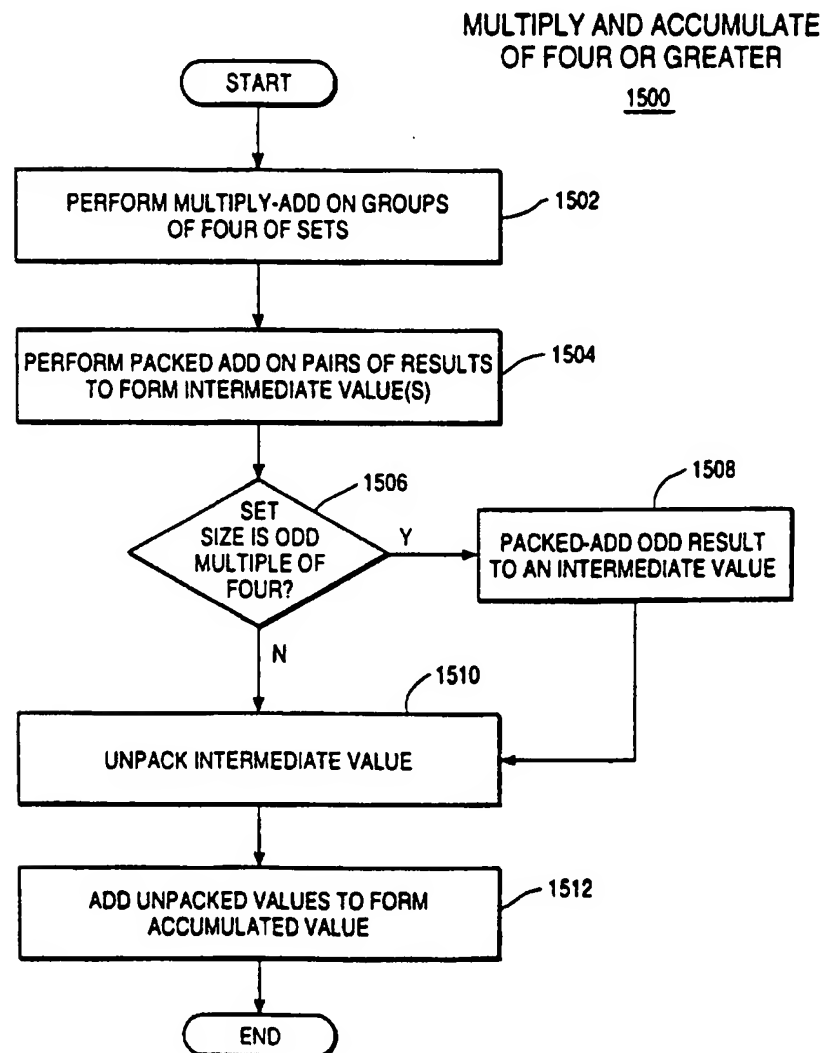 MULTIPLY AND ACCUMULATE
OF FOUR OR GREATER
1500
START
PERFORM MULTIPLY-ADD ON GROUPS
OF FOUR OF SETS
1502
PERFORM PACKED ADD ON PAIRS OF RESULTS
TO FORM INTERMEDIATE VALUE(S)
1504
SET
SIZE IS ODD
MULTIPLE OF
FOUR?
1506
Y
PACKED-ADD ODD RESULT
TO AN INTERMEDIATE VALUE
1508
N
UNPACK INTERMEDIATE VALUE
1510
ADD UNPACKED VALUES TO FORM
ACCUMULATED VALUE
1512
END